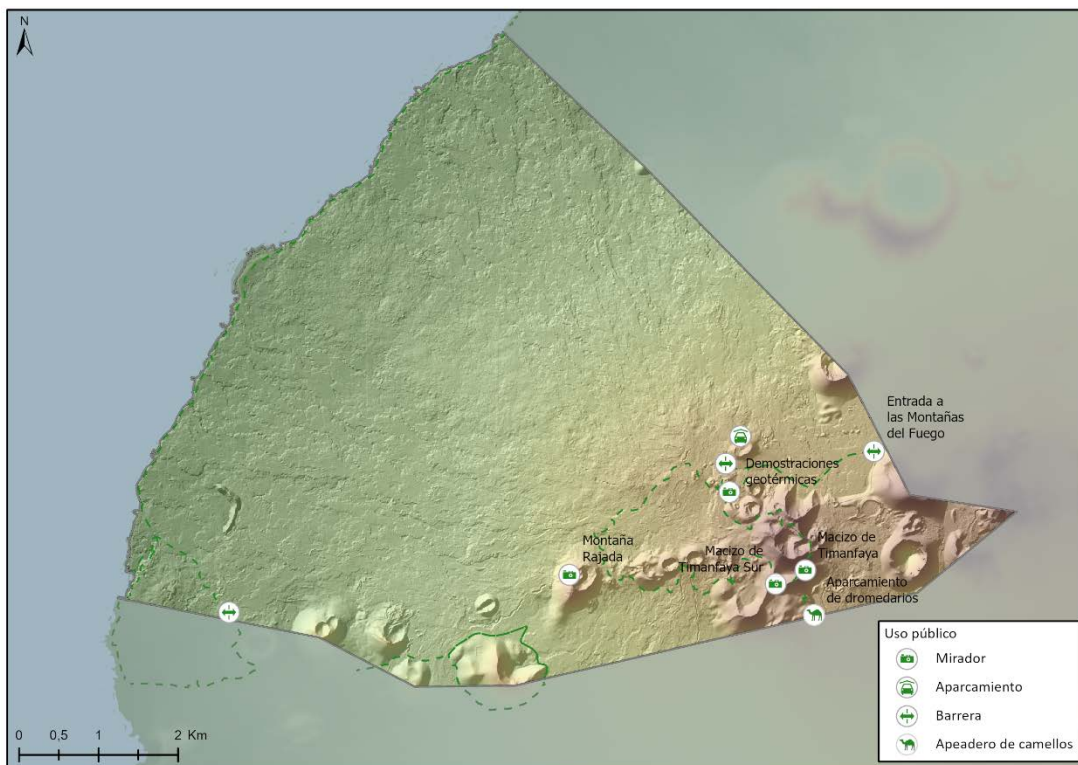 N
Entrada a
las Montañas
del Fuego
Demostraciones
geotérmicas
Montaña
Rajada
Macizo de
Timanfaya Sur
Macizo de
Timanfaya
Aparcamiento
de dromedarios
Uso público
Mirador
Aparcamiento
Barrera
Apeadero de camellos
0 0,5 1 2 Km